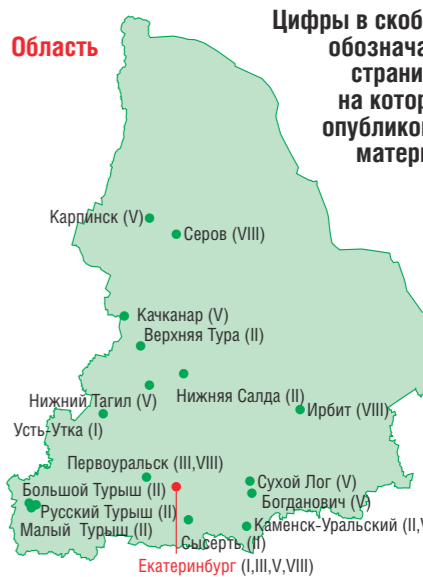 Область
Цифры в скоб
обознача
страни
на котор
опубликов
матери
Карпинск (V)
Серов (VIII)
Качканар (V)
Верхняя Тура (II)
Нижняя Салда (II)
Нижний Тагил (V)
Ирбит (VIII)
Усть-Утка (I)
Первоуральск (III,VIII)
Сухой Лог (V)
Большой Турыш (II)
Богданович (V)
Русский Турыш (II)
Малый Турыш (II)
Каменск-Уральский (II,V
Сысерть (II)
Екатеринбург (I,III,V,VIII)